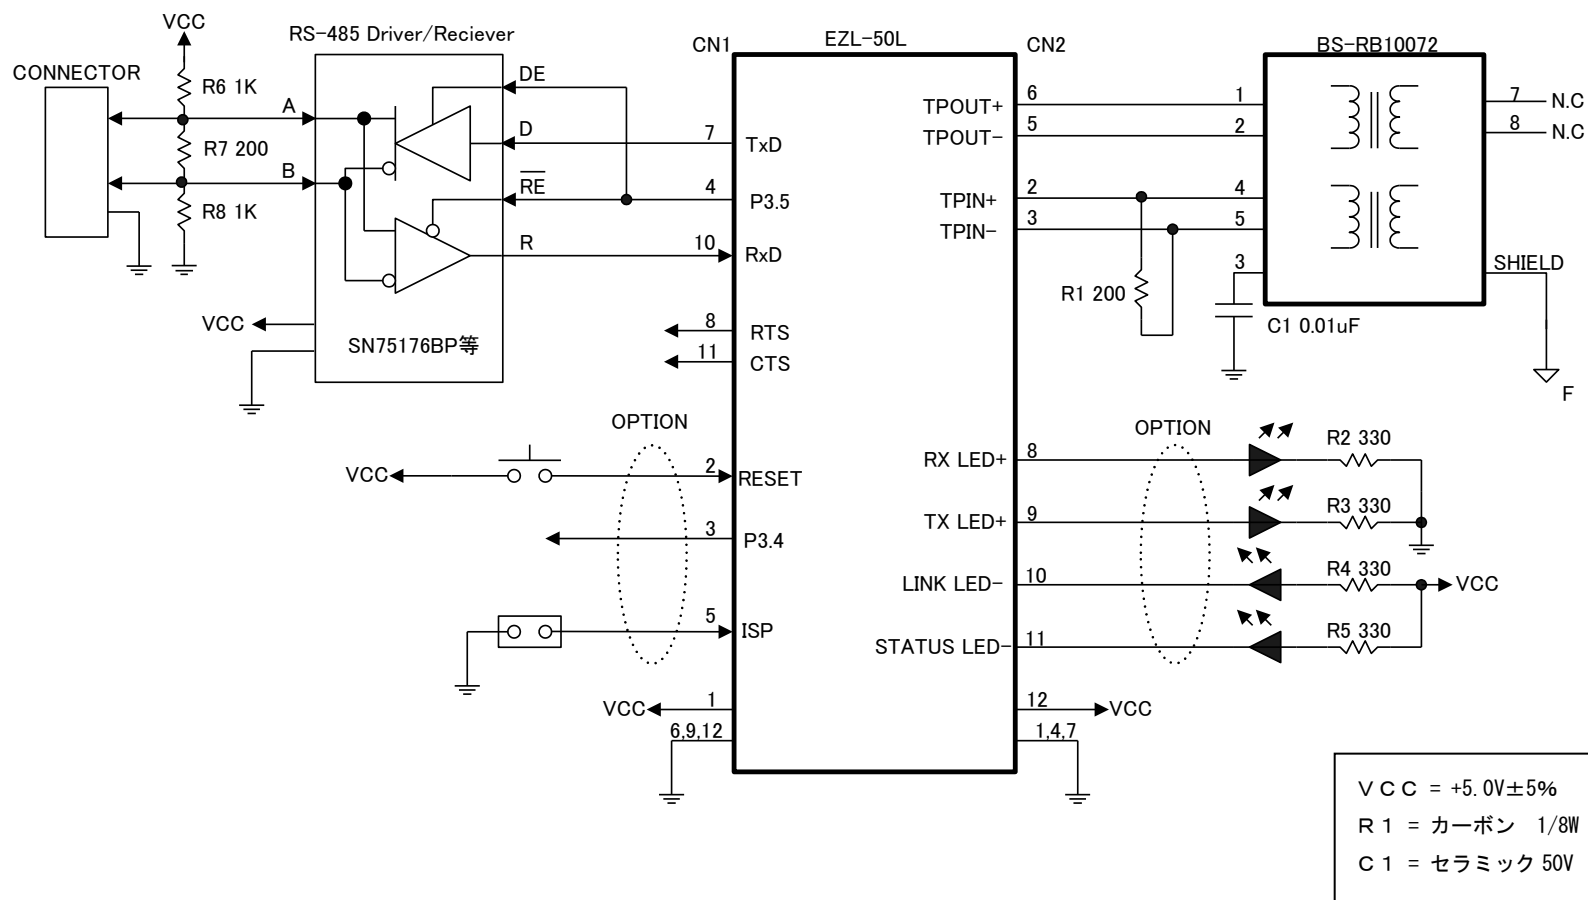 VCC
RS-485 Driver/Reciever
CN1
EZL-50L
CN2
BS-RB10072
CONNECTOR
R6 1K
A
R7 200
B
R8 1K
DE
D
RE
R
VCC
SN75176BP等
7
TxD
4
P3.5
10
RxD
8
RTS
11
CTS
OPTION
VCC
2
RESET
3
P3.4
5
ISP
VCC
1
6,9,12
TPOUT+
6
1
TPOUT-
5
2
TPIN+
2
4
TPIN-
3
5
R1 200
3
C1 0.01uF
7
N.C
8
N.C
SHIELD
F
OPTION
RX LED+
8
R2 330
TX LED+
9
R3 330
LINK LED-
10
R4 330
VCC
STATUS LED-
11
R5 330
12
VCC
1,4,7
VCC = +5.0V±5%
R1 = カーボン 1/8W
C1 = セラミック 50V